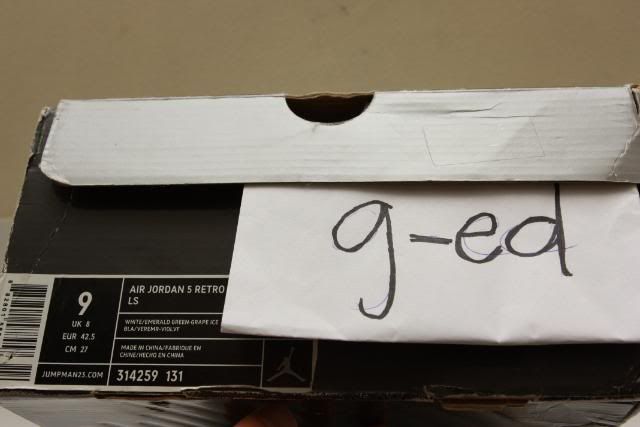 g-ed
9
UK 8
EUR 42.5
CM 27
JUMPMAN23.COM
AIR JORDAN 5 RETRO
LS
WHITE/EMERALD GREEN-GRAPE ICE
BLA/VEREMR-VIOLVT
MADE IN CHINA/FABRIQUE EN
CHINE/HECHO EN CHINA
314259 131